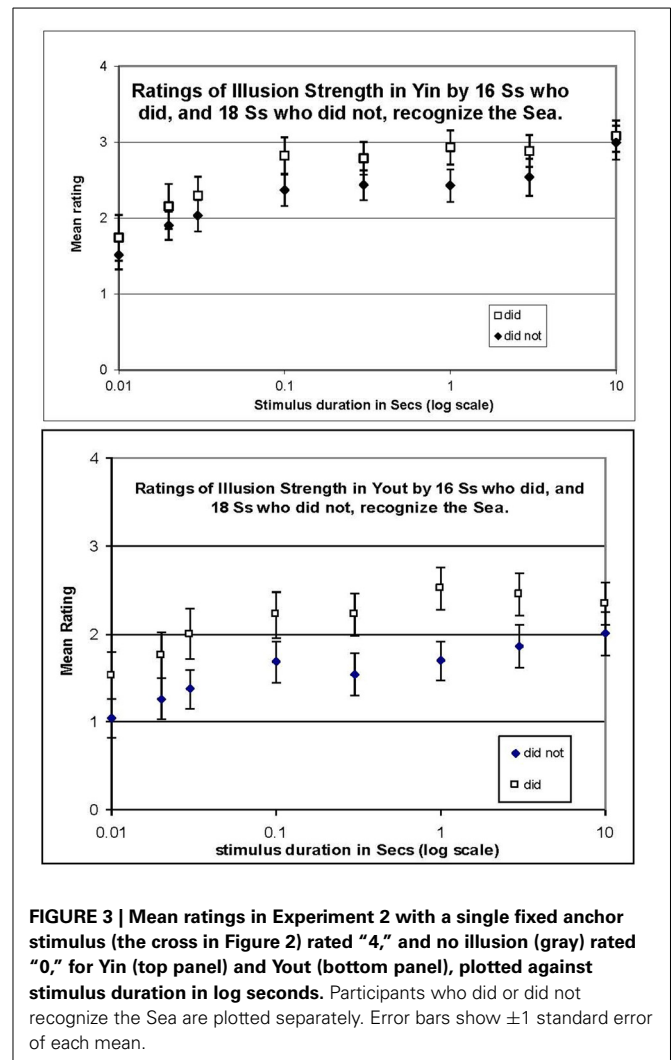 Ratings of Illusion Strength in Yin by 16 Ss who
did, and 18 Ss who did not, recognize the Sea.
4
3
2
1
0
Mean rating
did
did not
0.01
0.1
1
10
Stimulus duration in Secs (log scale)
Ratings of Illusion Strength in Yout by 16 Ss who did, and
18 Ss who did not, recognize the Sea.
4
3
2
1
0
Mean Rating
did not
did
0.01
0.1
1
10
stimulus duration in Secs (log scale)
FIGURE 3 | Mean ratings in Experiment 2 with a single fixed anchor
stimulus (the cross in Figure 2) rated “4,” and no illusion (gray) rated
“0,” for Yin (top panel) and Yout (bottom panel), plotted against
stimulus duration in log seconds. Participants who did or did not
recognize the Sea are plotted separately. Error bars show ±1 standard error
of each mean.